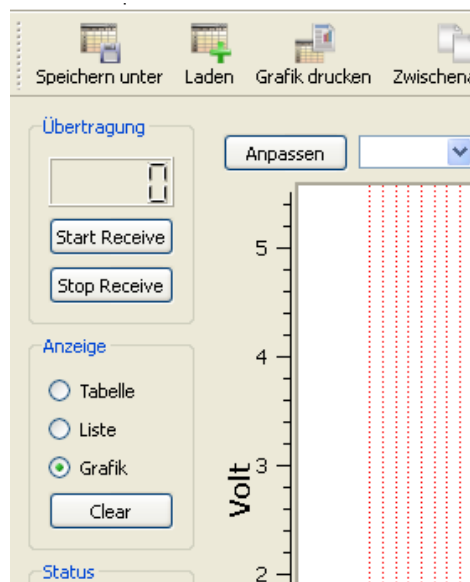 Speichern unter Laden Grafik drucken
Übertragung
Anpassen
0
Start Receive
Stop Receive
Anzeige
Tabelle
Liste
Grafik
Clear
Status
Volt
5
4
3
2